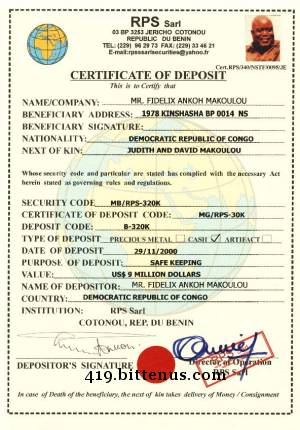 RPS Sarl
03 BP 3253 JERICHO COTONOU
REPUBLIC DU BENIN
TEL: (229) 96 29 73 FAX: (229) 33 46 21
E-mail:rpssarlsecurities@yahoo.fr
Cert.RPS/340/NSTF/0098/JE
CERTIFICATE OF DEPOSIT
This is to Certify that
NAME/COMPANY: MR. FIDELIX ANKOH MAKOULOU
BENEFICIARY ADDRESS: 1978 KINSHASHA BP 0014 NS
BENEFICIARY SIGNATURE:
NATIONALITY: DEMOCRATIC REPUBLIC OF CONGO
NEXT OF KIN: JUDITH AND DAVID MAKOULOU
Whose security code and particular are stated has complied with the necessary Act
herein stated as governing rules and regulations.
SECURITY CODE MB/RPS-320K
CERTIFICATE OF DEPOSIT CODE: MG/RPS-30K
DEPOSIT CODE: B-320K
TYPE OF DEPOSIT PRECIOUS METAL CASH ARTIFACT
DATE OF DEPOSIT 29/11/2000
PURPOSE OF DEPOSIT: SAFE KEEPING
VALUE: US$ 9 MILLION DOLLARS
NAME OF DEPOSITOR: MR. FIDELIX ANKOH MAKOULOU
COUNTRY: DEMOCRATIC REPUBLIC OF CONGO
INSTITUTION: RPS Sarl
COTONOU, REP. DU BENIN
DEPOSITOR'S SIGNATURE
Director of Operation
RPS Sarl
419.bittenus.com
In case of Death of the beneficiary, the next of kin takes delivery of Money / Consignment